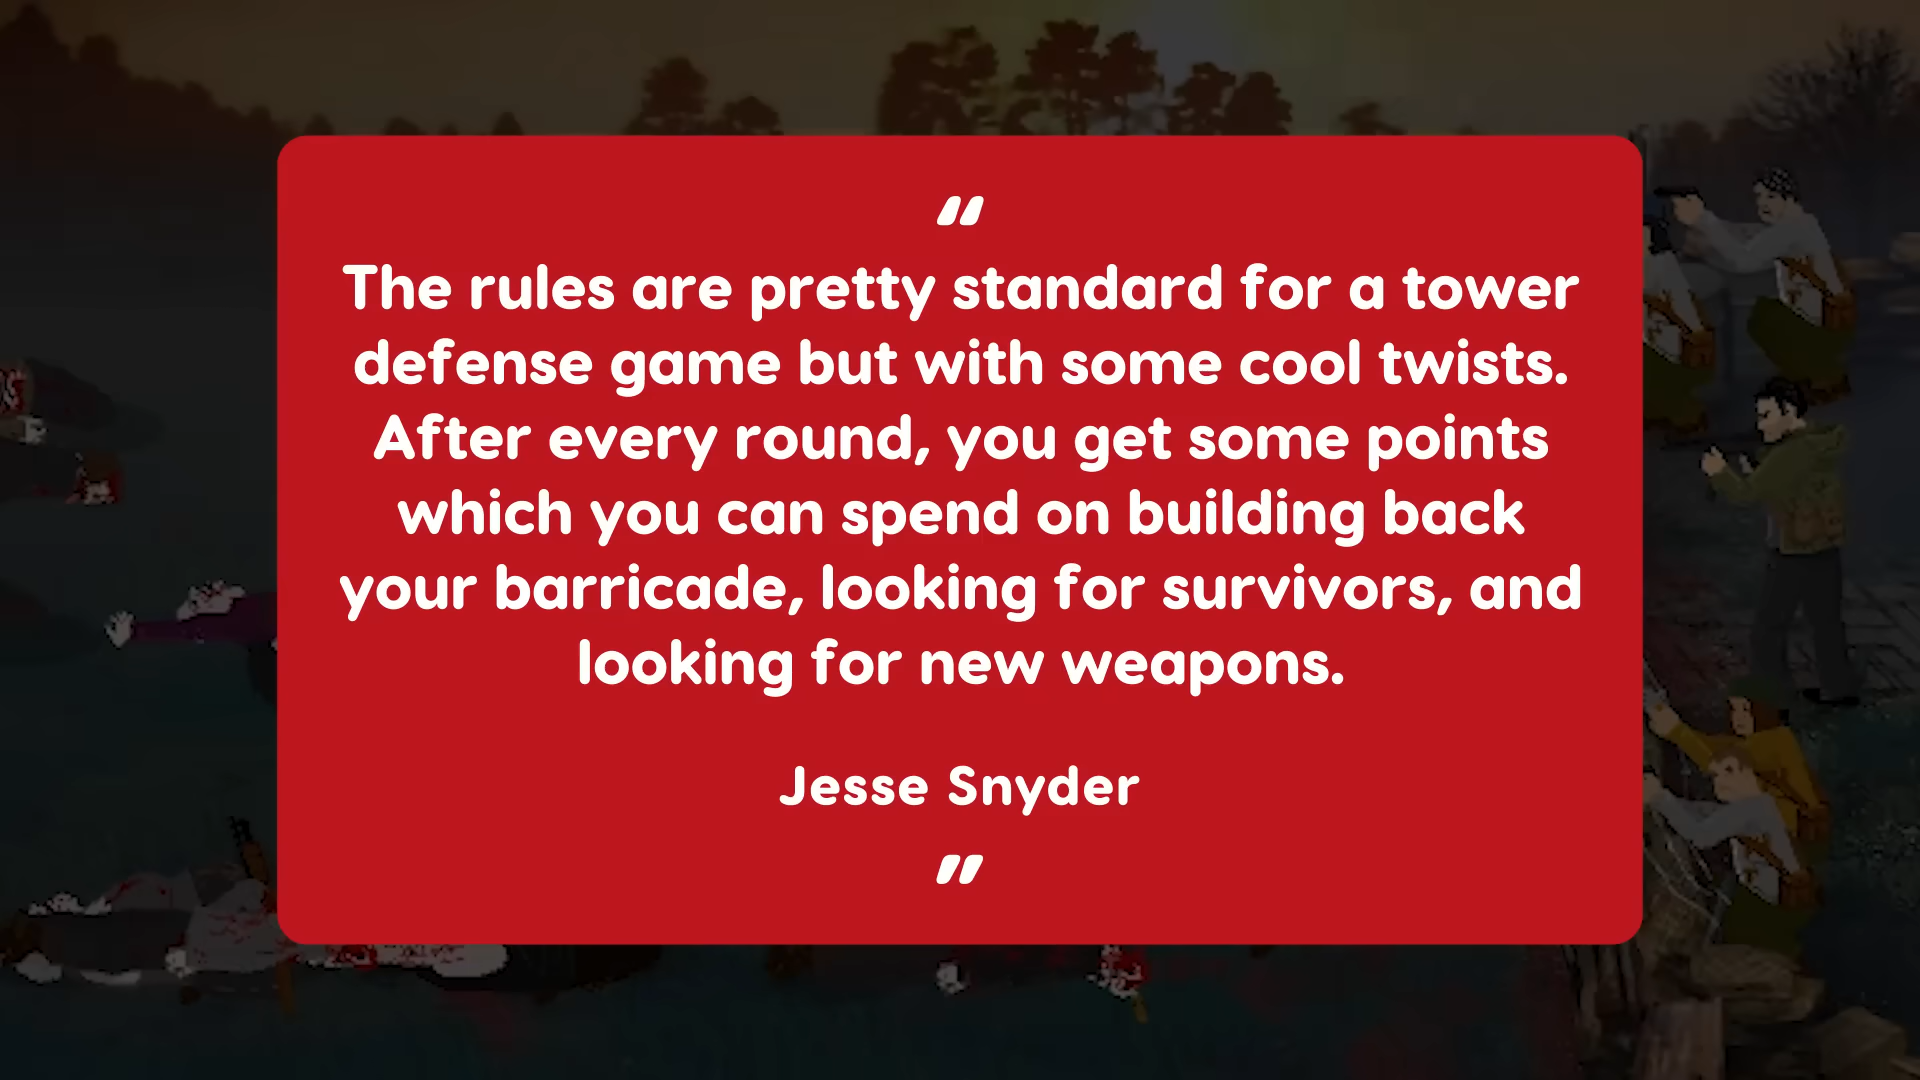 “
The rules are pretty standard for a tower
defense game but with some cool twists.
After every round, you get some points
which you can spend on building back
your barricade, looking for survivors, and
looking for new weapons.
Jesse Snyder
”